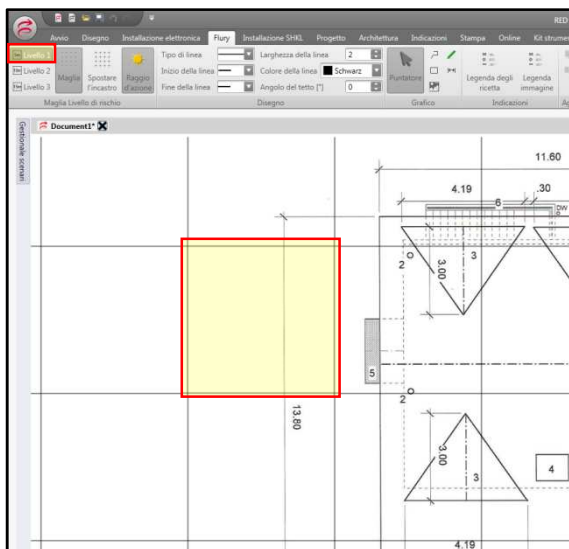 RED
Avvio Disegno Installazione elettronica Flury Installazione SHKL Progetto Architettura Indicazioni Stampa Online Kit strume
Livello 1
Livello 2
Livello 3
Maglia
Spostare l'incastro
Raggio d'azione
Maglia Livello di rischio
Tipo di linea
Inizio della linea
Fine della linea
Larghezza della linea 2
Colore della linea Schwarz
Angolo del tetto [°] 0
Disegno
Puntatore
Grafico
Legenda degli ricetta
Legenda immagine
Indicazioni
Gestionale scenari
Document1*
11.60
4.19 .30
6
DW
2 3
3.00
5
2
13.80
3.00
3
4
4.19